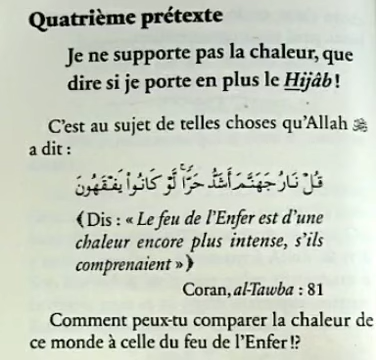 Quatrième prétexte
Je ne supporte pas la chaleur, que
dire si je porte en plus le Hijâb !
C'est au sujet de telles choses qu'Allah ﷻ
a dit :
قُلْ نَارُ جَهَنَّمَ أَشَدُّ حَرًّا لَّوْ كَانُوا۟ يَفْقَهُونَ
﴾Dis : « Le feu de l'Enfer est d'une
chaleur encore plus intense, s'ils
comprenaient »﴿
Coran, al-Tawba : 81
Comment peux-tu comparer la chaleur de
ce monde à celle du feu de l'Enfer !?